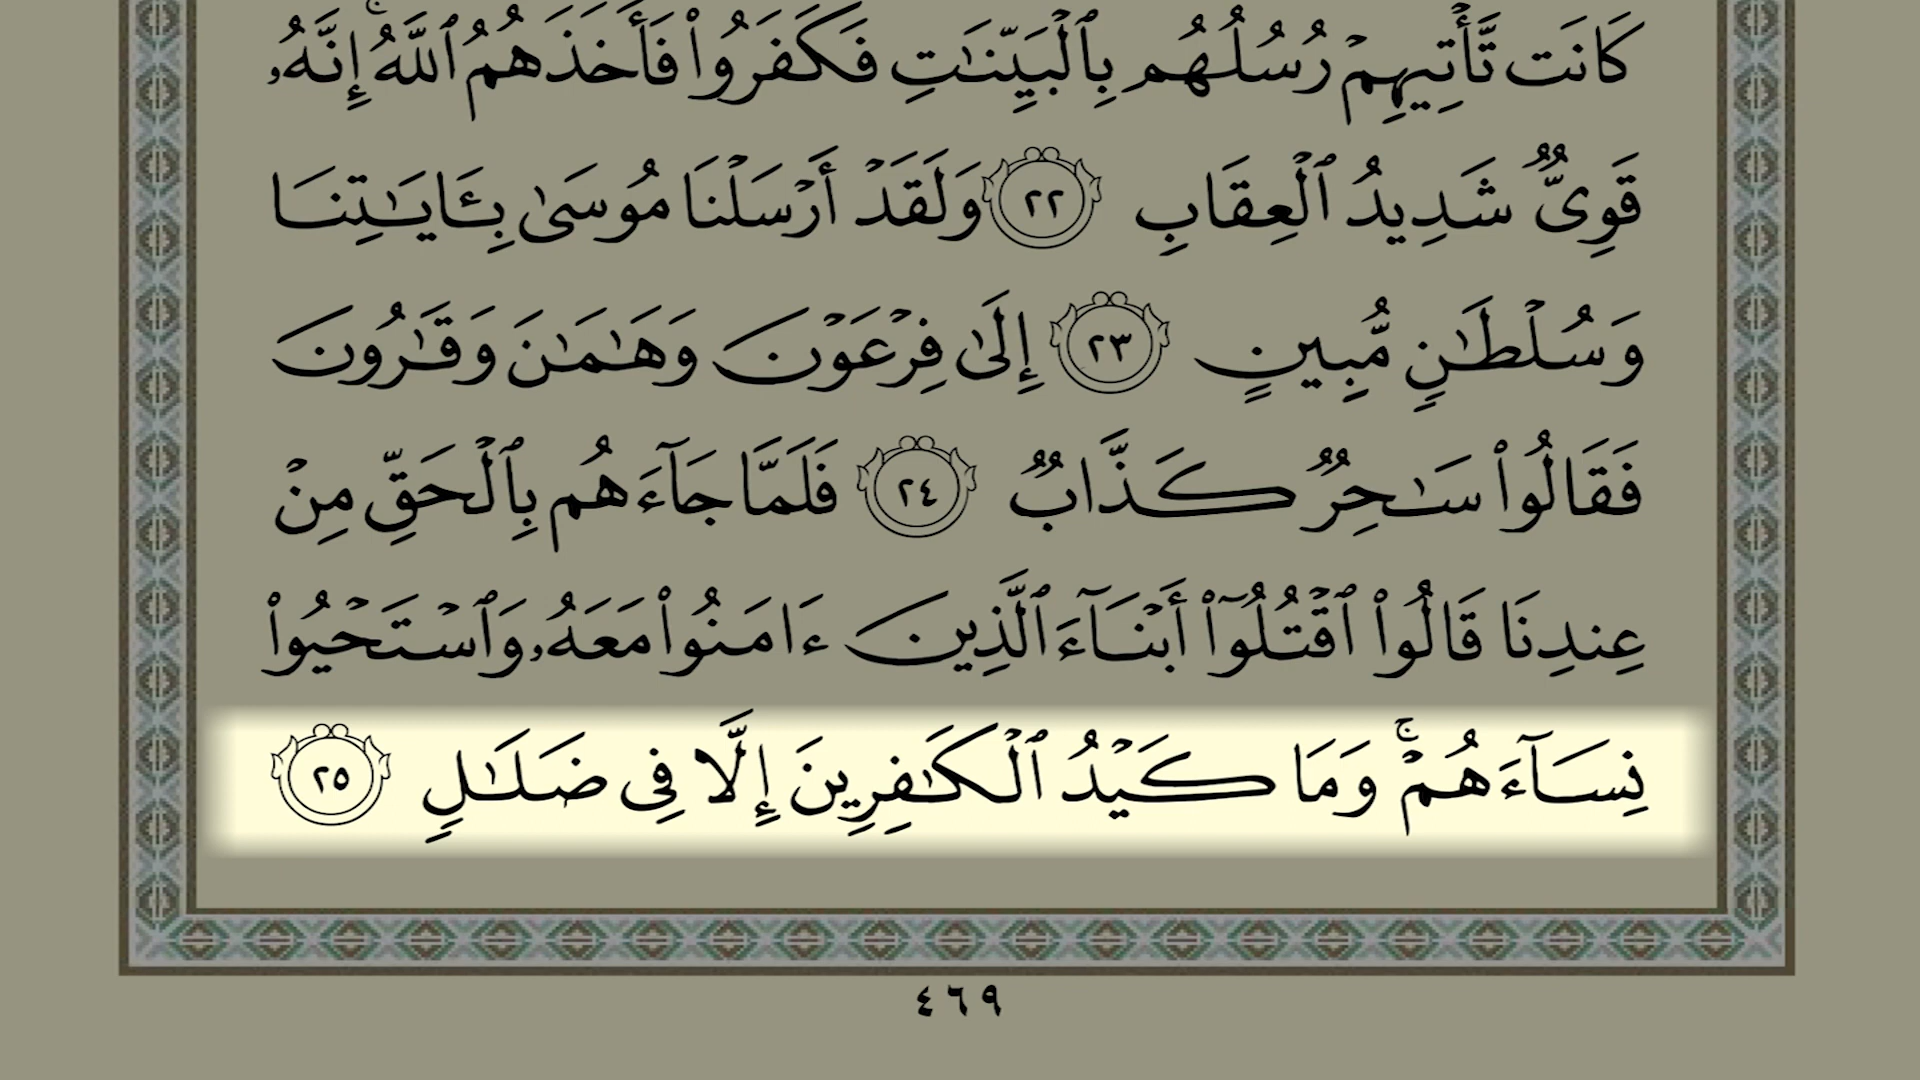 كَانَت تَّأْتِيهِمْ رُسُلُهُم بِٱلْبَيِّنَـٰتِ فَكَفَرُوا۟ فَأَخَذَهُمُ ٱللَّهُ ۚ إِنَّهُۥ
قَوِىٌّ شَدِيدُ ٱلْعِقَابِ ٢٢ وَلَقَدْ أَرْسَلْنَا مُوسَىٰ بِـَٔايَـٰتِنَا
وَسُلْطَـٰنٍ مُّبِينٍ ٢٣ إِلَىٰ فِرْعَوْنَ وَهَـٰمَـٰنَ وَقَـٰرُونَ
فَقَالُوا۟ سَـٰحِرٌ كَذَّابٌ ٢٤ فَلَمَّا جَآءَهُم بِٱلْحَقِّ مِنْ
عِندِنَا قَالُوا۟ ٱقْتُلُوٓا۟ أَبْنَآءَ ٱلَّذِينَ ءَامَنُوا۟ مَعَهُۥ وَٱسْتَحْيُوا۟
نِسَآءَهُمْ ۚ وَمَا كَيْدُ ٱلْكَـٰفِرِينَ إِلَّا فِى ضَلَـٰلٍ ٢٥
٤٦٩